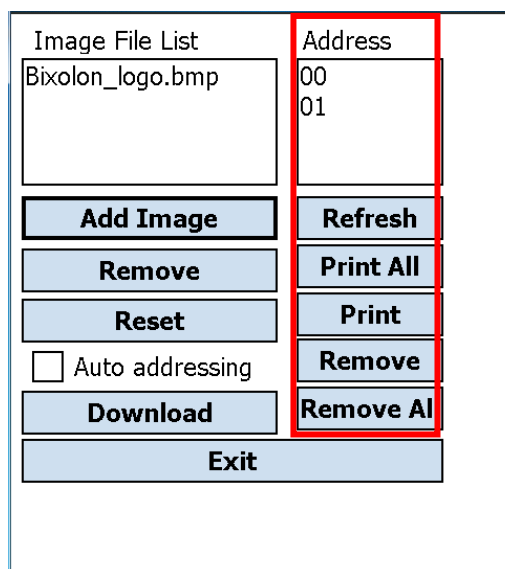 Image File List
Bixolon_logo.bmp
Add Image
Remove
Reset
Auto addressing
Download
Address
00
01
Refresh
Print All
Print
Remove
Remove Al
Exit